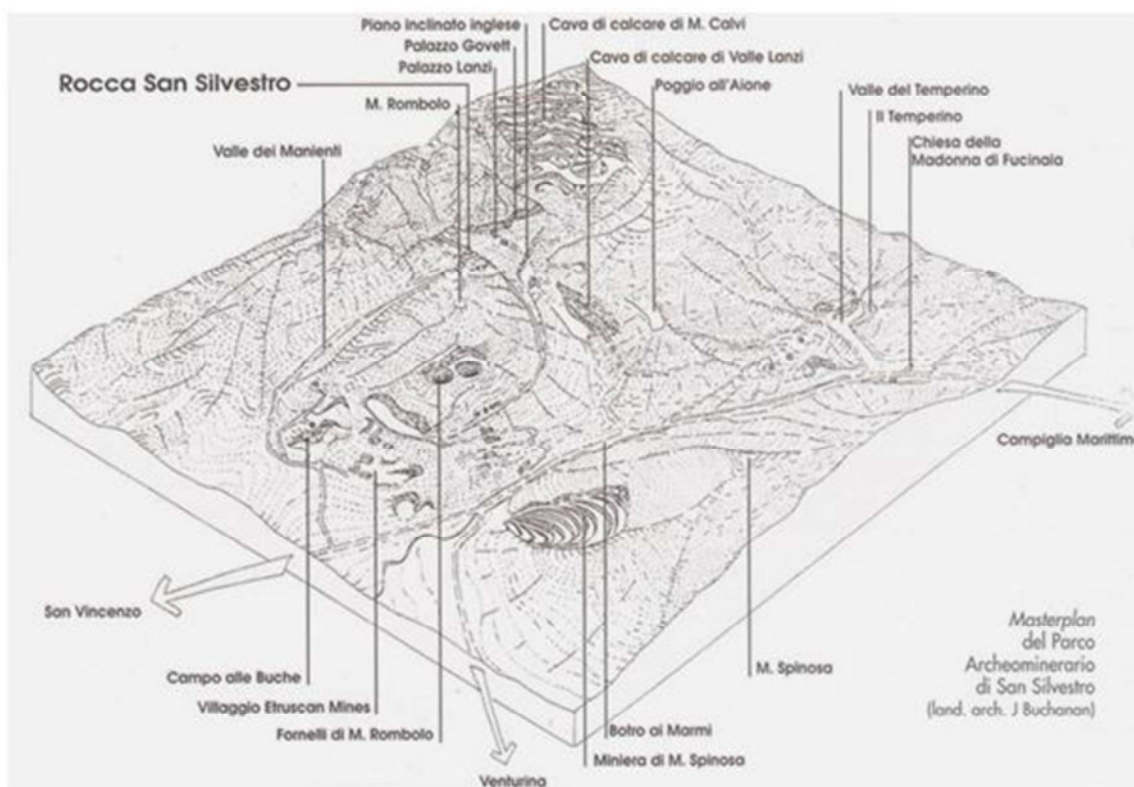 Piano inclinato inglese
Cava di calcare di M. Calvi
Palazzo Govett
Cava di calcare di Valle Lanzi
Palazzo Lanzi
Rocca San Silvestro
Poggio all'Aione
Valle del Temperino
M. Rombolo
Il Temperino
Valle dei Manienti
Chiesa della
Madonna di Fucinaia
Campiglia Marittima
San Vincenzo
Masterplan
del Parco
Archeominerario
di San Silvestro
(land. arch. J Buchanan)
M. Spinosa
Campo alle Buche
Villaggio Etruscan Mines
Fornelli di M. Rombolo
Botro ai Marmi
Miniera di M. Spinosa
Venturina